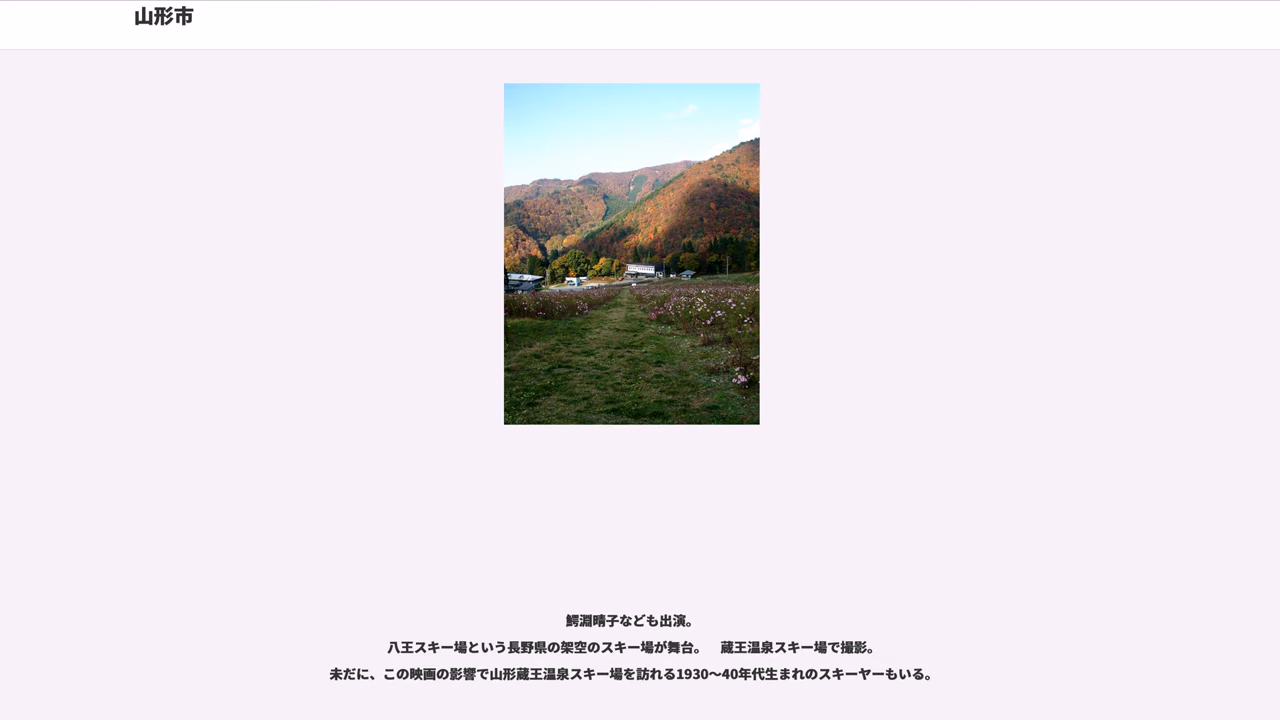 山形市
鰐淵晴子なども出演。
八王スキー場という長野県の架空のスキー場が舞台。　蔵王温泉スキー場で撮影。
未だに、この映画の影響で山形蔵王温泉スキー場を訪れる1930〜40年代生まれのスキーヤーもいる。